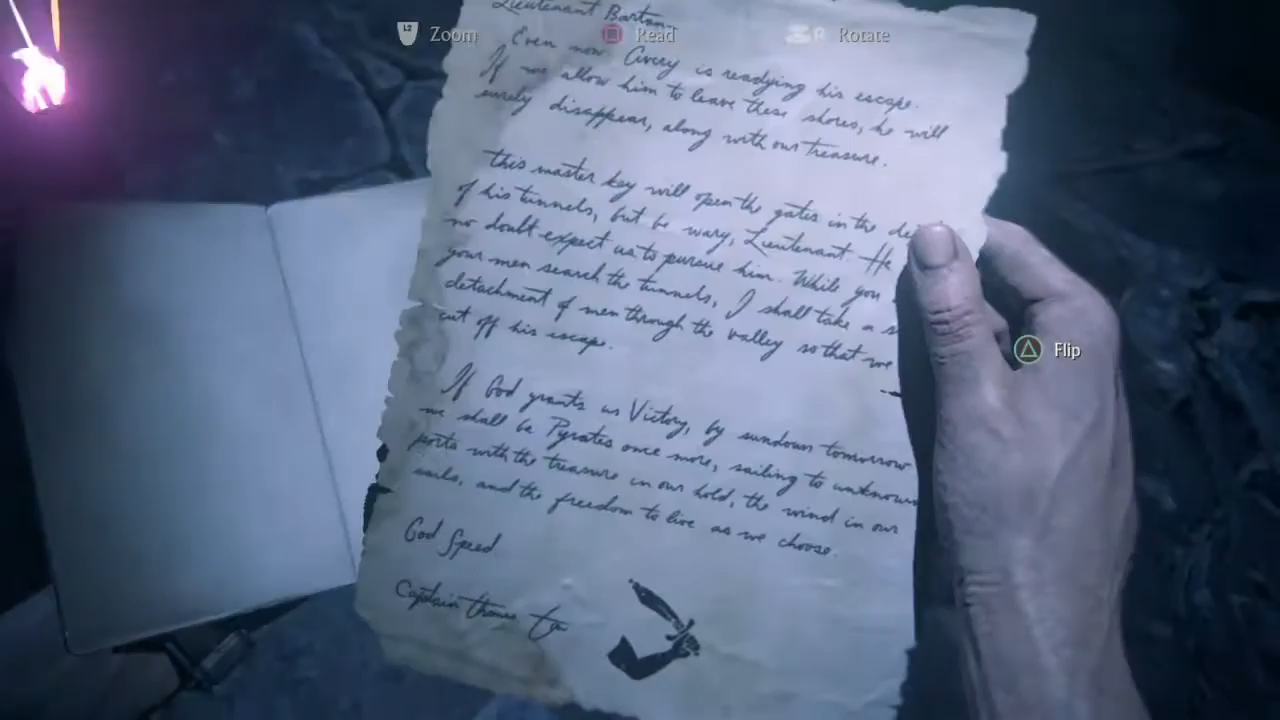 Lieutenant Barton
L2 Zoom
Read
R Rotate
Even now Avery is readying his escape.
If we allow him to leave these shores, he will
surely disappear, along with our treasure.
this master key will open the gates in the
of his tunnels, but be wary, Lieutenant. He
no doubt expect us to pursue him. While you
your men search the tunnels, I shall take a
detachment of men through the valley so that we
cut off his escape.
Flip
If God grants us Victory, by sundown tomorrow
we shall be Pyrates once more, sailing to unknown
ports with the treasure in our hold, the wind in our
sails, and the freedom to live as we choose.
God Speed
Captain Thomas Tew